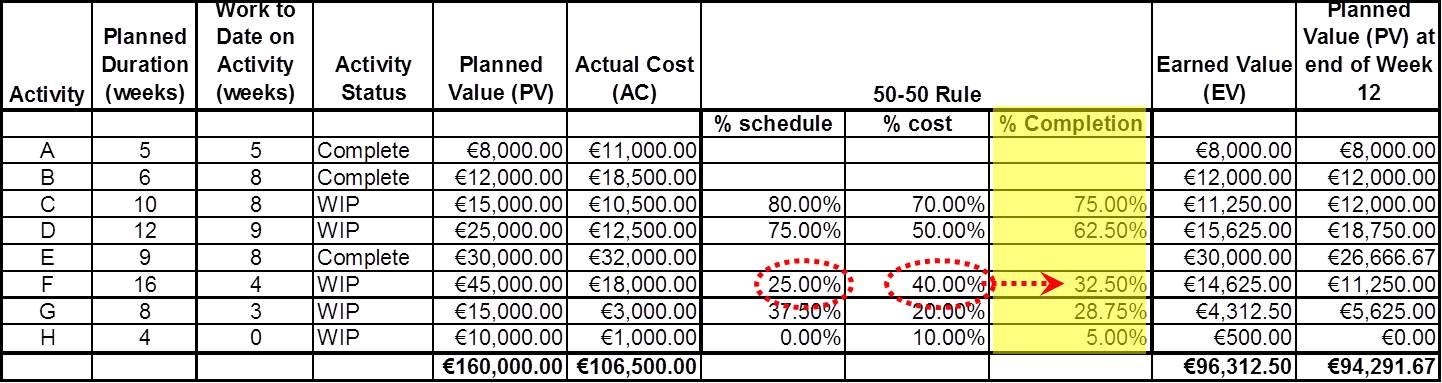 Activity Planned Duration (weeks) Work to Date on Activity (weeks) Activity Status Planned Value (PV) Actual Cost (AC) 50-50 Rule Earned Value (EV) Planned Value (PV) at end of Week 12
% schedule % cost % Completion
A 5 5 Complete €8,000.00 €11,000.00 €8,000.00 €8,000.00
B 6 8 Complete €12,000.00 €18,500.00 €12,000.00 €12,000.00
C 10 8 WIP €15,000.00 €10,500.00 80.00% 70.00% 75.00% €11,250.00 €12,000.00
D 12 9 WIP €25,000.00 €12,500.00 75.00% 50.00% 62.50% €15,625.00 €18,750.00
E 9 8 Complete €30,000.00 €32,000.00 €30,000.00 €26,666.67
F 16 4 WIP €45,000.00 €18,000.00 25.00% 40.00% 32.50% €14,625.00 €11,250.00
G 8 3 WIP €15,000.00 €3,000.00 37.50% 20.00% 28.75% €4,312.50 €5,625.00
H 4 0 WIP €10,000.00 €1,000.00 0.00% 10.00% 5.00% €500.00 €0.00
€160,000.00 €106,500.00 €96,312.50 €94,291.67